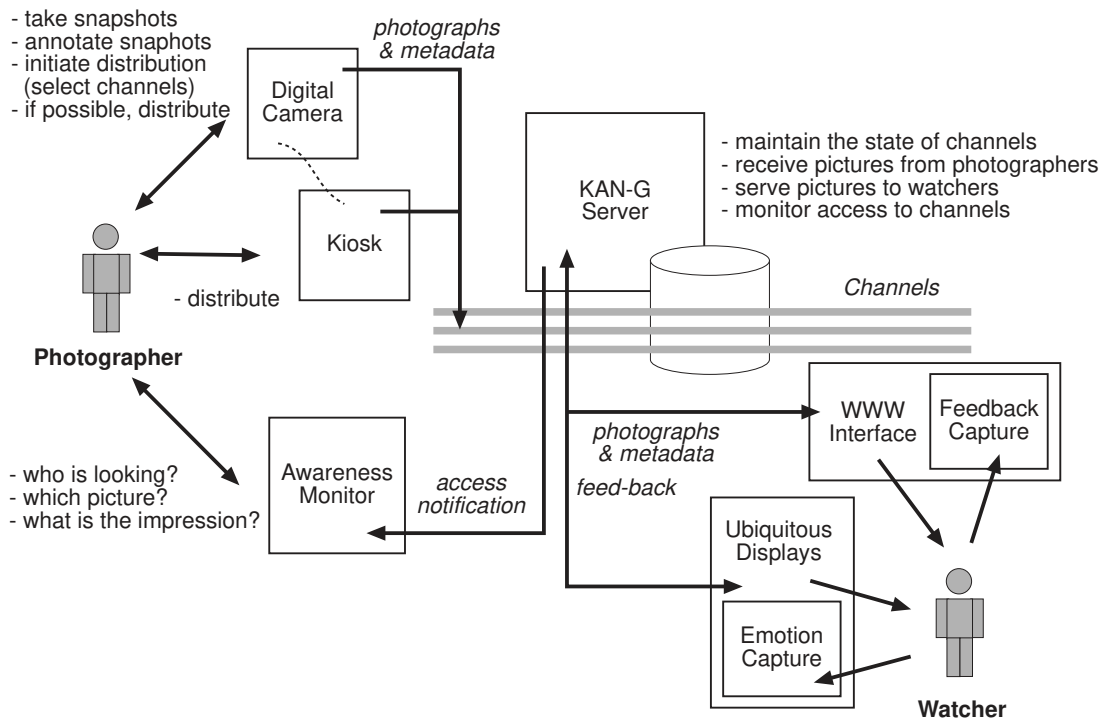 - take snapshots
- annotate snaphots
- initiate distribution
(select channels)
- if possible, distribute
photographs
& metadata
Digital
Camera
KAN-G
Server
- maintain the state of channels
- receive pictures from photographers
- serve pictures to watchers
- monitor access to channels
Kiosk
- distribute
Photographer
Channels
WWW
Interface
Feedback
Capture
photographs
& metadata
feed-back
- who is looking?
- which picture?
- what is the impression?
Awareness
Monitor
access
notification
Ubiquitous
Displays
Emotion
Capture
Watcher